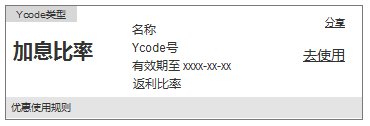 Ycode类型
分享
加息比率
名称
Ycode号
有效期至 xxxx-xx-xx
返利比率
去使用
优惠使用规则